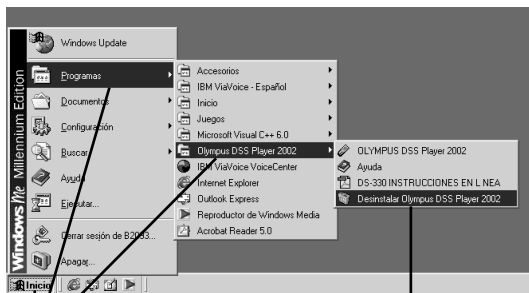 Windows Me Millennium Edition
Windows Update
Programas
Documentos
Configuración
Buscar
Ayuda
Ejecutar...
Cerrar sesión de B2093...
Apagar...
Inicio
Accesorios
IBM ViaVoice - Español
Inicio
Juegos
Microsoft Visual C++ 6.0
Olympus DSS Player 2002
IBM ViaVoice VoiceCenter
Internet Explorer
Outlook Express
Reproductor de Windows Media
Acrobat Reader 5.0
OLYMPUS DSS Player 2002
Ayuda
DS-330 INSTRUCCIONES EN L NEA
Desinstalar Olympus DSS Player 2002